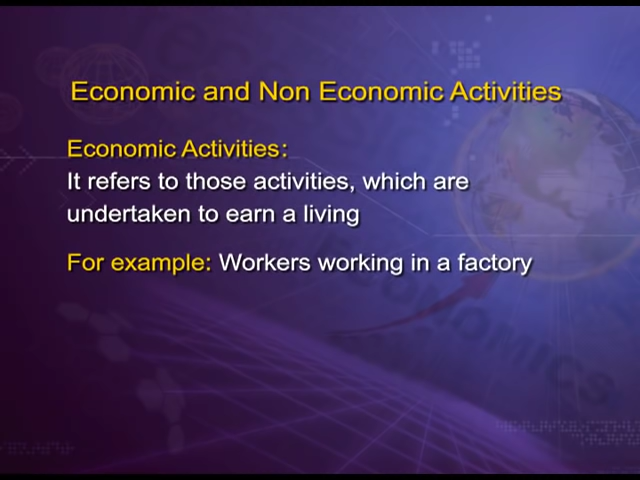 Economic and Non Economic Activities
Economic Activities:
It refers to those activities, which are
undertaken to earn a living
For example: Workers working in a factory